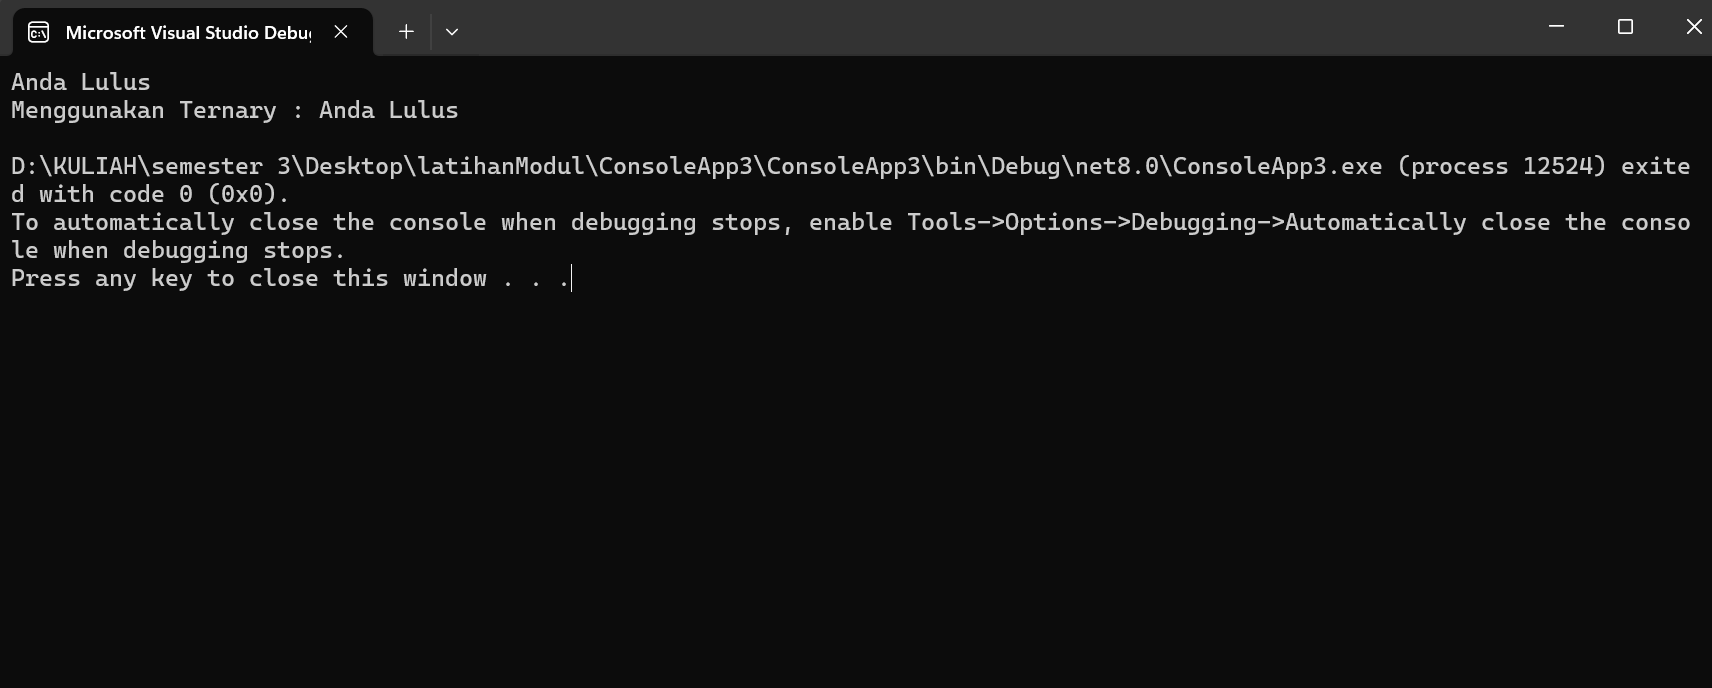 Microsoft Visual Studio Debu
Anda Lulus
Menggunakan Ternary : Anda Lulus
D:\KULIAH\semester 3\Desktop\latihanModul\ConsoleApp3\ConsoleApp3\bin\Debug\net8.0\ConsoleApp3.exe (process 12524) exite
d with code 0 (0x0).
To automatically close the console when debugging stops, enable Tools->Options->Debugging->Automatically close the conso
le when debugging stops.
Press any key to close this window . . .